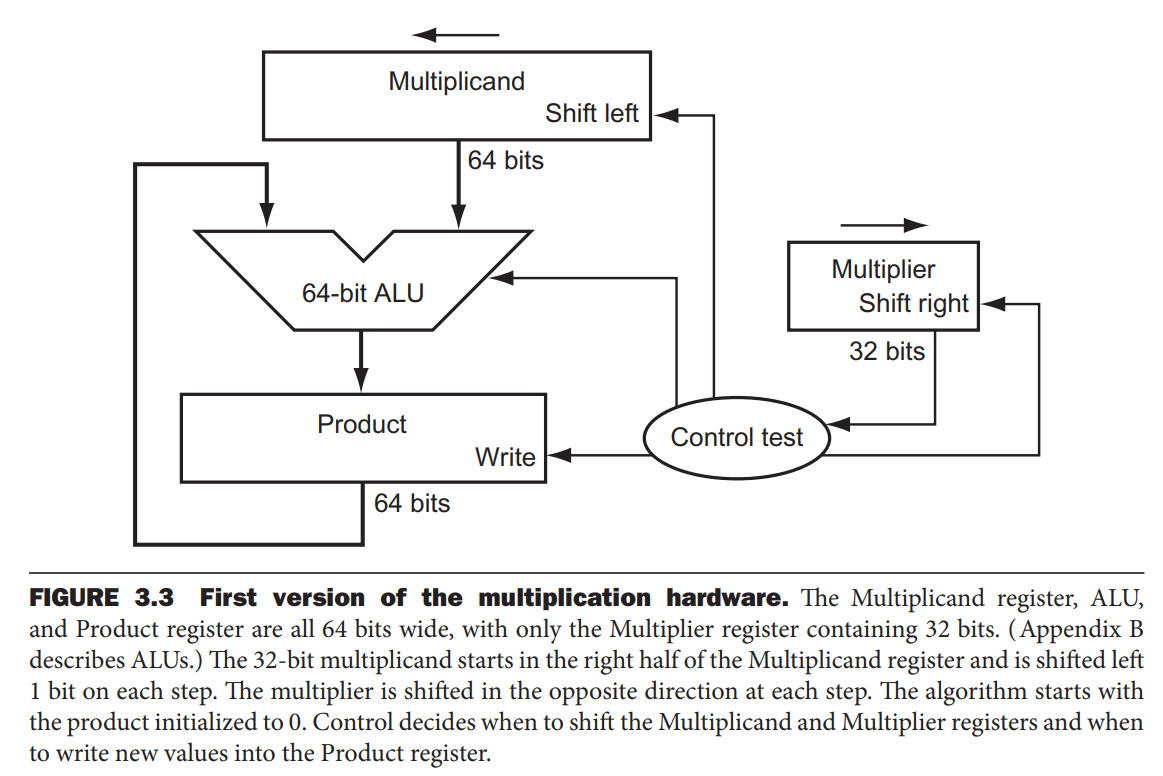 Multiplicand
Shift left
64 bits
64-bit ALU
Multiplier
Shift right
32 bits
Product
Write
Control test
64 bits
FIGURE 3.3 First version of the multiplication hardware. The Multiplicand register, ALU,
and Product register are all 64 bits wide, with only the Multiplier register containing 32 bits. (Appendix B
describes ALUs.) The 32-bit multiplicand starts in the right half of the Multiplicand register and is shifted left
1 bit on each step. The multiplier is shifted in the opposite direction at each step. The algorithm starts with
the product initialized to 0. Control decides when to shift the Multiplicand and Multiplier registers and when
to write new values into the Product register.